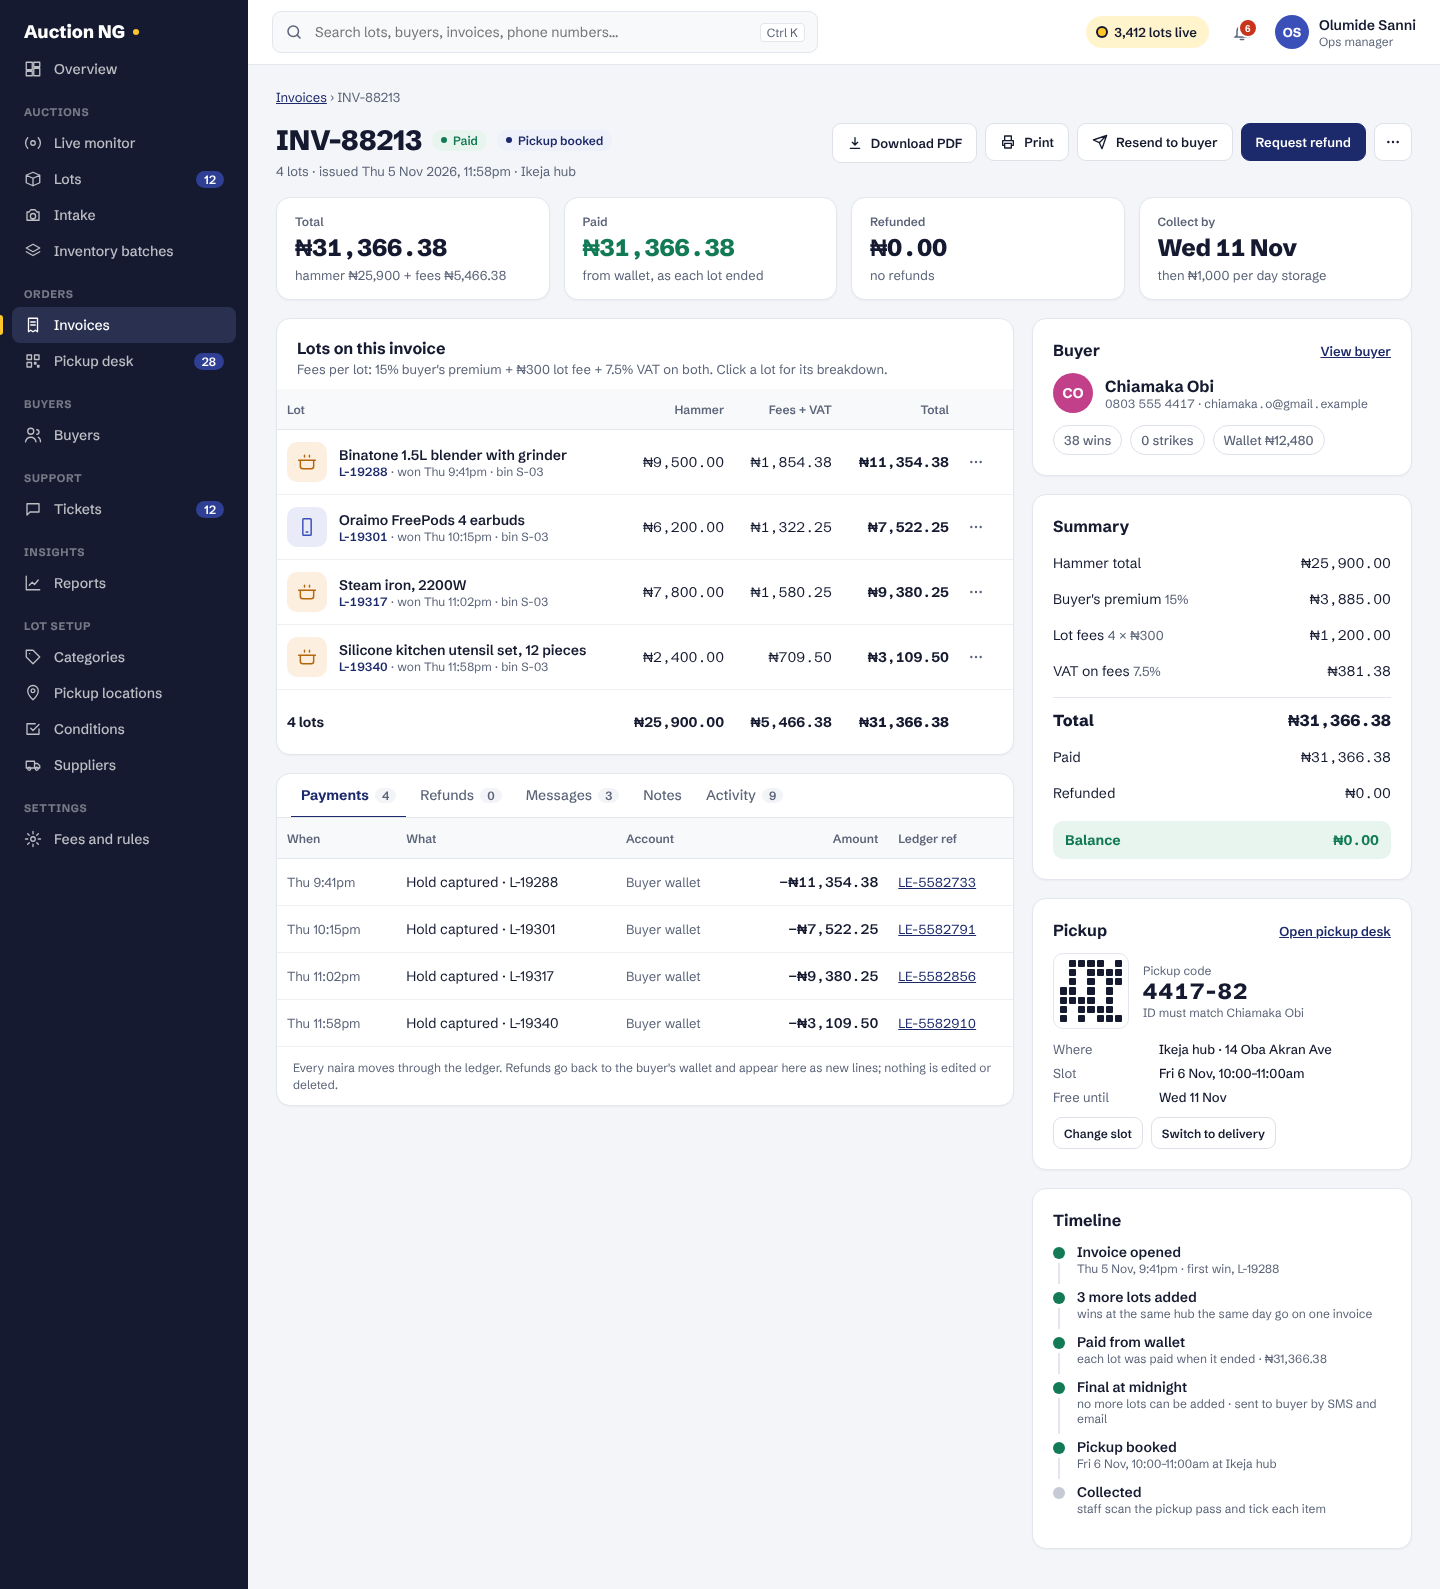 Auction NG
Overview
AUCTIONS
Live monitor
Lots 12
Intake
Inventory batches
ORDERS
Invoices
Pickup desk 28
BUYERS
Buyers
SUPPORT
Tickets 12
INSIGHTS
Reports
LOT SETUP
Categories
Pickup locations
Conditions
Suppliers
SETTINGS
Fees and rules
Search lots, buyers, invoices, phone numbers... Ctrl K
3,412 lots live
6
OS
Olumide Sanni
Ops manager
Invoices › INV-88213
INV-88213 Paid Pickup booked
4 lots · issued Thu 5 Nov 2026, 11:58pm · Ikeja hub
Download PDF Print Resend to buyer Request refund ···
Total
₦31,366.38
hammer ₦25,900 + fees ₦5,466.38
Paid
₦31,366.38
from wallet, as each lot ended
Refunded
₦0.00
no refunds
Collect by
Wed 11 Nov
then ₦1,000 per day storage
Lots on this invoice
Fees per lot: 15% buyer's premium + ₦300 lot fee + 7.5% VAT on both. Click a lot for its breakdown.
Lot Hammer Fees + VAT Total
Binatone 1.5L blender with grinder
L-19288 · won Thu 9:41pm · bin S-03
₦9,500.00 ₦1,854.38 ₦11,354.38 ···
Oraimo FreePods 4 earbuds
L-19301 · won Thu 10:15pm · bin S-03
₦6,200.00 ₦1,322.25 ₦7,522.25 ···
Steam iron, 2200W
L-19317 · won Thu 11:02pm · bin S-03
₦7,800.00 ₦1,580.25 ₦9,380.25 ···
Silicone kitchen utensil set, 12 pieces
L-19340 · won Thu 11:58pm · bin S-03
₦2,400.00 ₦709.50 ₦3,109.50 ···
4 lots ₦25,900.00 ₦5,466.38 ₦31,366.38
Payments 4 Refunds 0 Messages 3 Notes Activity 9
When What Account Amount Ledger ref
Thu 9:41pm Hold captured · L-19288 Buyer wallet −₦11,354.38 LE-5582733
Thu 10:15pm Hold captured · L-19301 Buyer wallet −₦7,522.25 LE-5582791
Thu 11:02pm Hold captured · L-19317 Buyer wallet −₦9,380.25 LE-5582856
Thu 11:58pm Hold captured · L-19340 Buyer wallet −₦3,109.50 LE-5582910
Every naira moves through the ledger. Refunds go back to the buyer's wallet and appear here as new lines; nothing is edited or
deleted.
Buyer View buyer
CO
Chiamaka Obi
0803 555 4417 · chiamaka.o@gmail.example
38 wins 0 strikes Wallet ₦12,480
Summary
Hammer total ₦25,900.00
Buyer's premium 15% ₦3,885.00
Lot fees 4 × ₦300 ₦1,200.00
VAT on fees 7.5% ₦381.38
Total ₦31,366.38
Paid ₦31,366.38
Refunded ₦0.00
Balance ₦0.00
Pickup Open pickup desk
Pickup code
4417-82
ID must match Chiamaka Obi
Where Ikeja hub · 14 Oba Akran Ave
Slot Fri 6 Nov, 10:00–11:00am
Free until Wed 11 Nov
Change slot Switch to delivery
Timeline
Invoice opened
Thu 5 Nov, 9:41pm · first win, L-19288
3 more lots added
wins at the same hub the same day go on one invoice
Paid from wallet
each lot was paid when it ended · ₦31,366.38
Final at midnight
no more lots can be added · sent to buyer by SMS and
email
Pickup booked
Fri 6 Nov, 10:00–11:00am at Ikeja hub
Collected
staff scan the pickup pass and tick each item